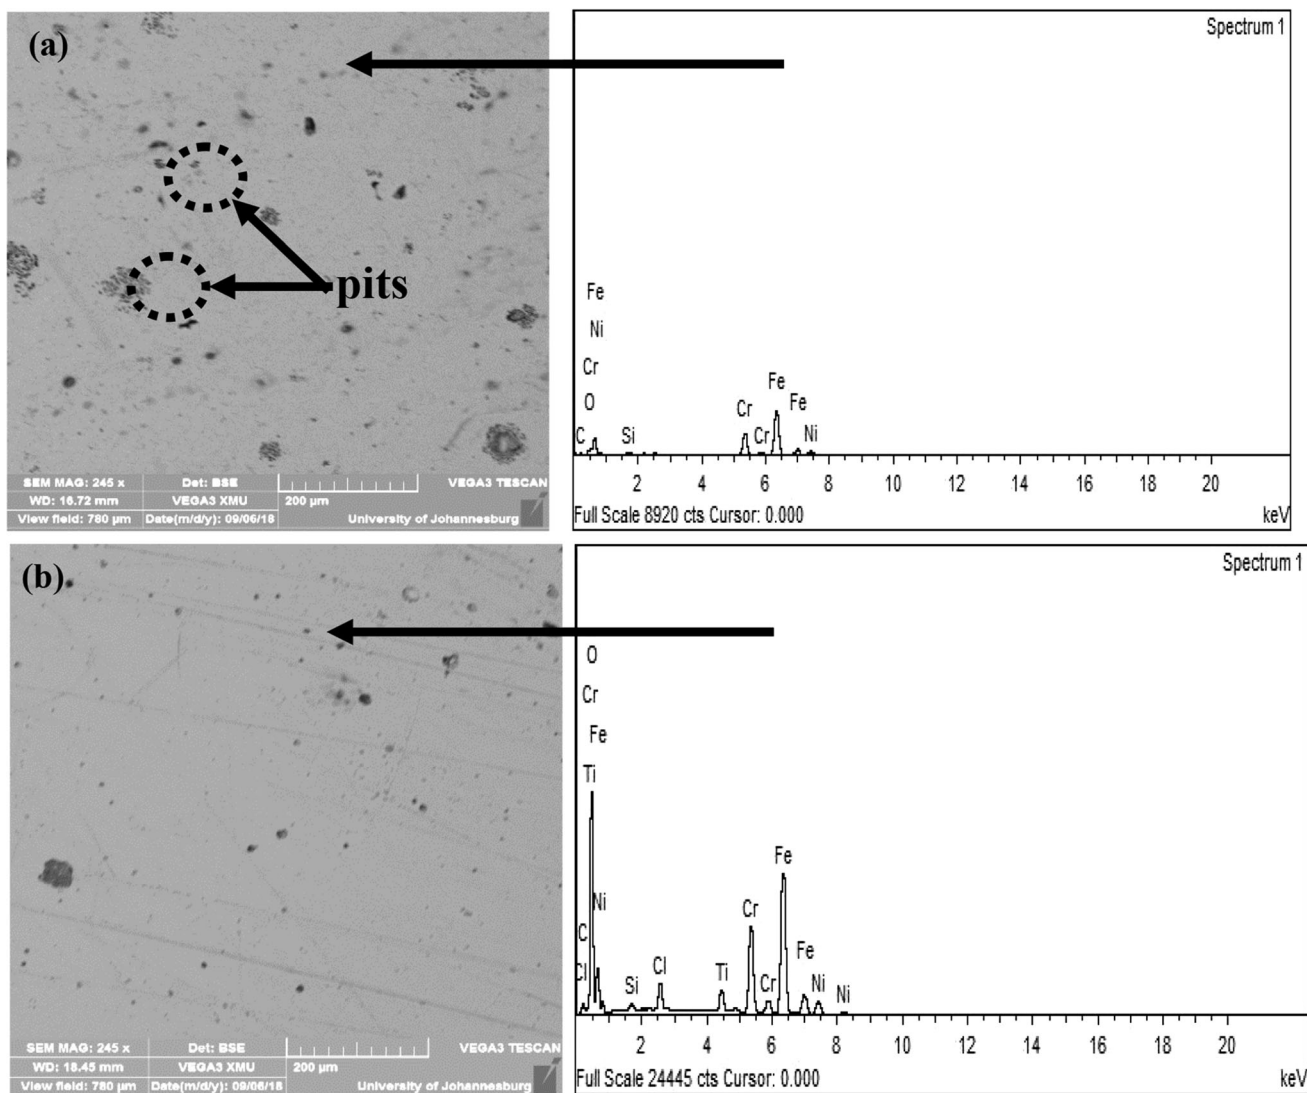 (a)
pits
SEM MAG: 245 x Det: BSE VEGA3 TESCAN
WD: 16.72 mm VEGA3 XMU 200 µm
View field: 780 µm Date(m/d/y): 09/06/18 University of Johannesburg
Spectrum 1
Fe
Ni
Cr
O
C
Si
Cr
Cr
Fe
Fe
Ni
2 4 6 8 10 12 14 16 18 20
Full Scale 8920 cts Cursor: 0.000 keV
(b)
SEM MAG: 245 x Det: BSE VEGA3 TESCAN
WD: 18.45 mm VEGA3 XMU 200 µm
View field: 780 µm Date(m/d/y): 09/06/18 University of Johannesburg
Spectrum 1
O
Cr
Fe
Ti
Ni
C
Cl
Si
Cl
Ti
Cr
Cr
Fe
Fe
Ni
Ni
2 4 6 8 10 12 14 16 18 20
Full Scale 24445 cts Cursor: 0.000 keV